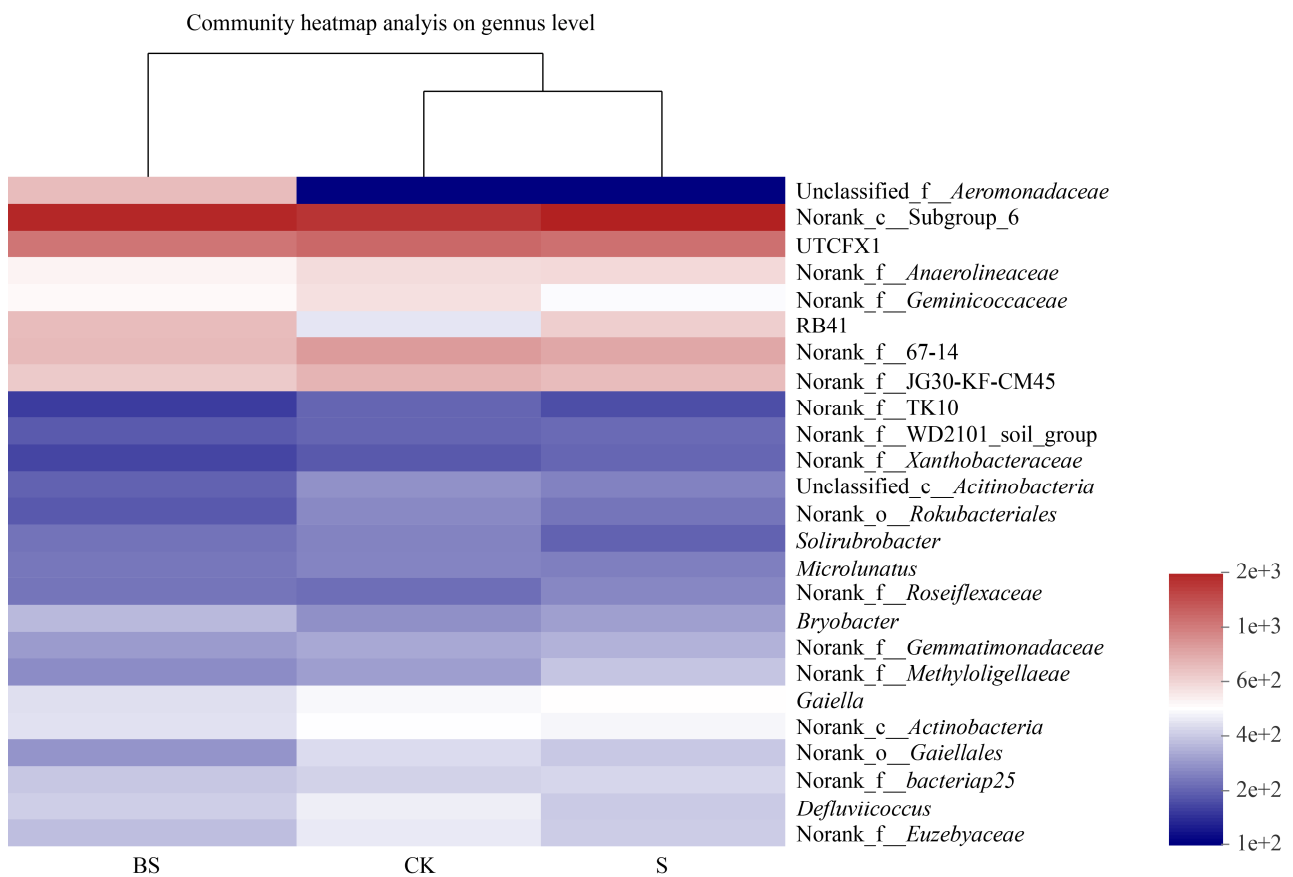 Community heatmap analyis on gennus level
Unclassified_f__Aeromonadaceae
Norank_c__Subgroup_6
UTCFX1
Norank_f__Anaerolineaceae
Norank_f__Geminicoccaceae
RB41
Norank_f__67-14
Norank_f__JG30-KF-CM45
Norank_f__TK10
Norank_f__WD2101_soil_group
Norank_f__Xanthobacteraceae
Unclassified_c__Acitinobacteria
Norank_o__Rokubacteriales
Solirubrobacter
Microlunatus
Norank_f__Roseiflexaceae
Bryobacter
Norank_f__Gemmatimonadaceae
Norank_f__Methyloligellaeae
Gaiella
Norank_c__Actinobacteria
Norank_o__Gaiellales
Norank_f__bacteriap25
Defluviicoccus
Norank_f__Euzebyaceae
2e+3
1e+3
6e+2
4e+2
2e+2
1e+2
BS CK S